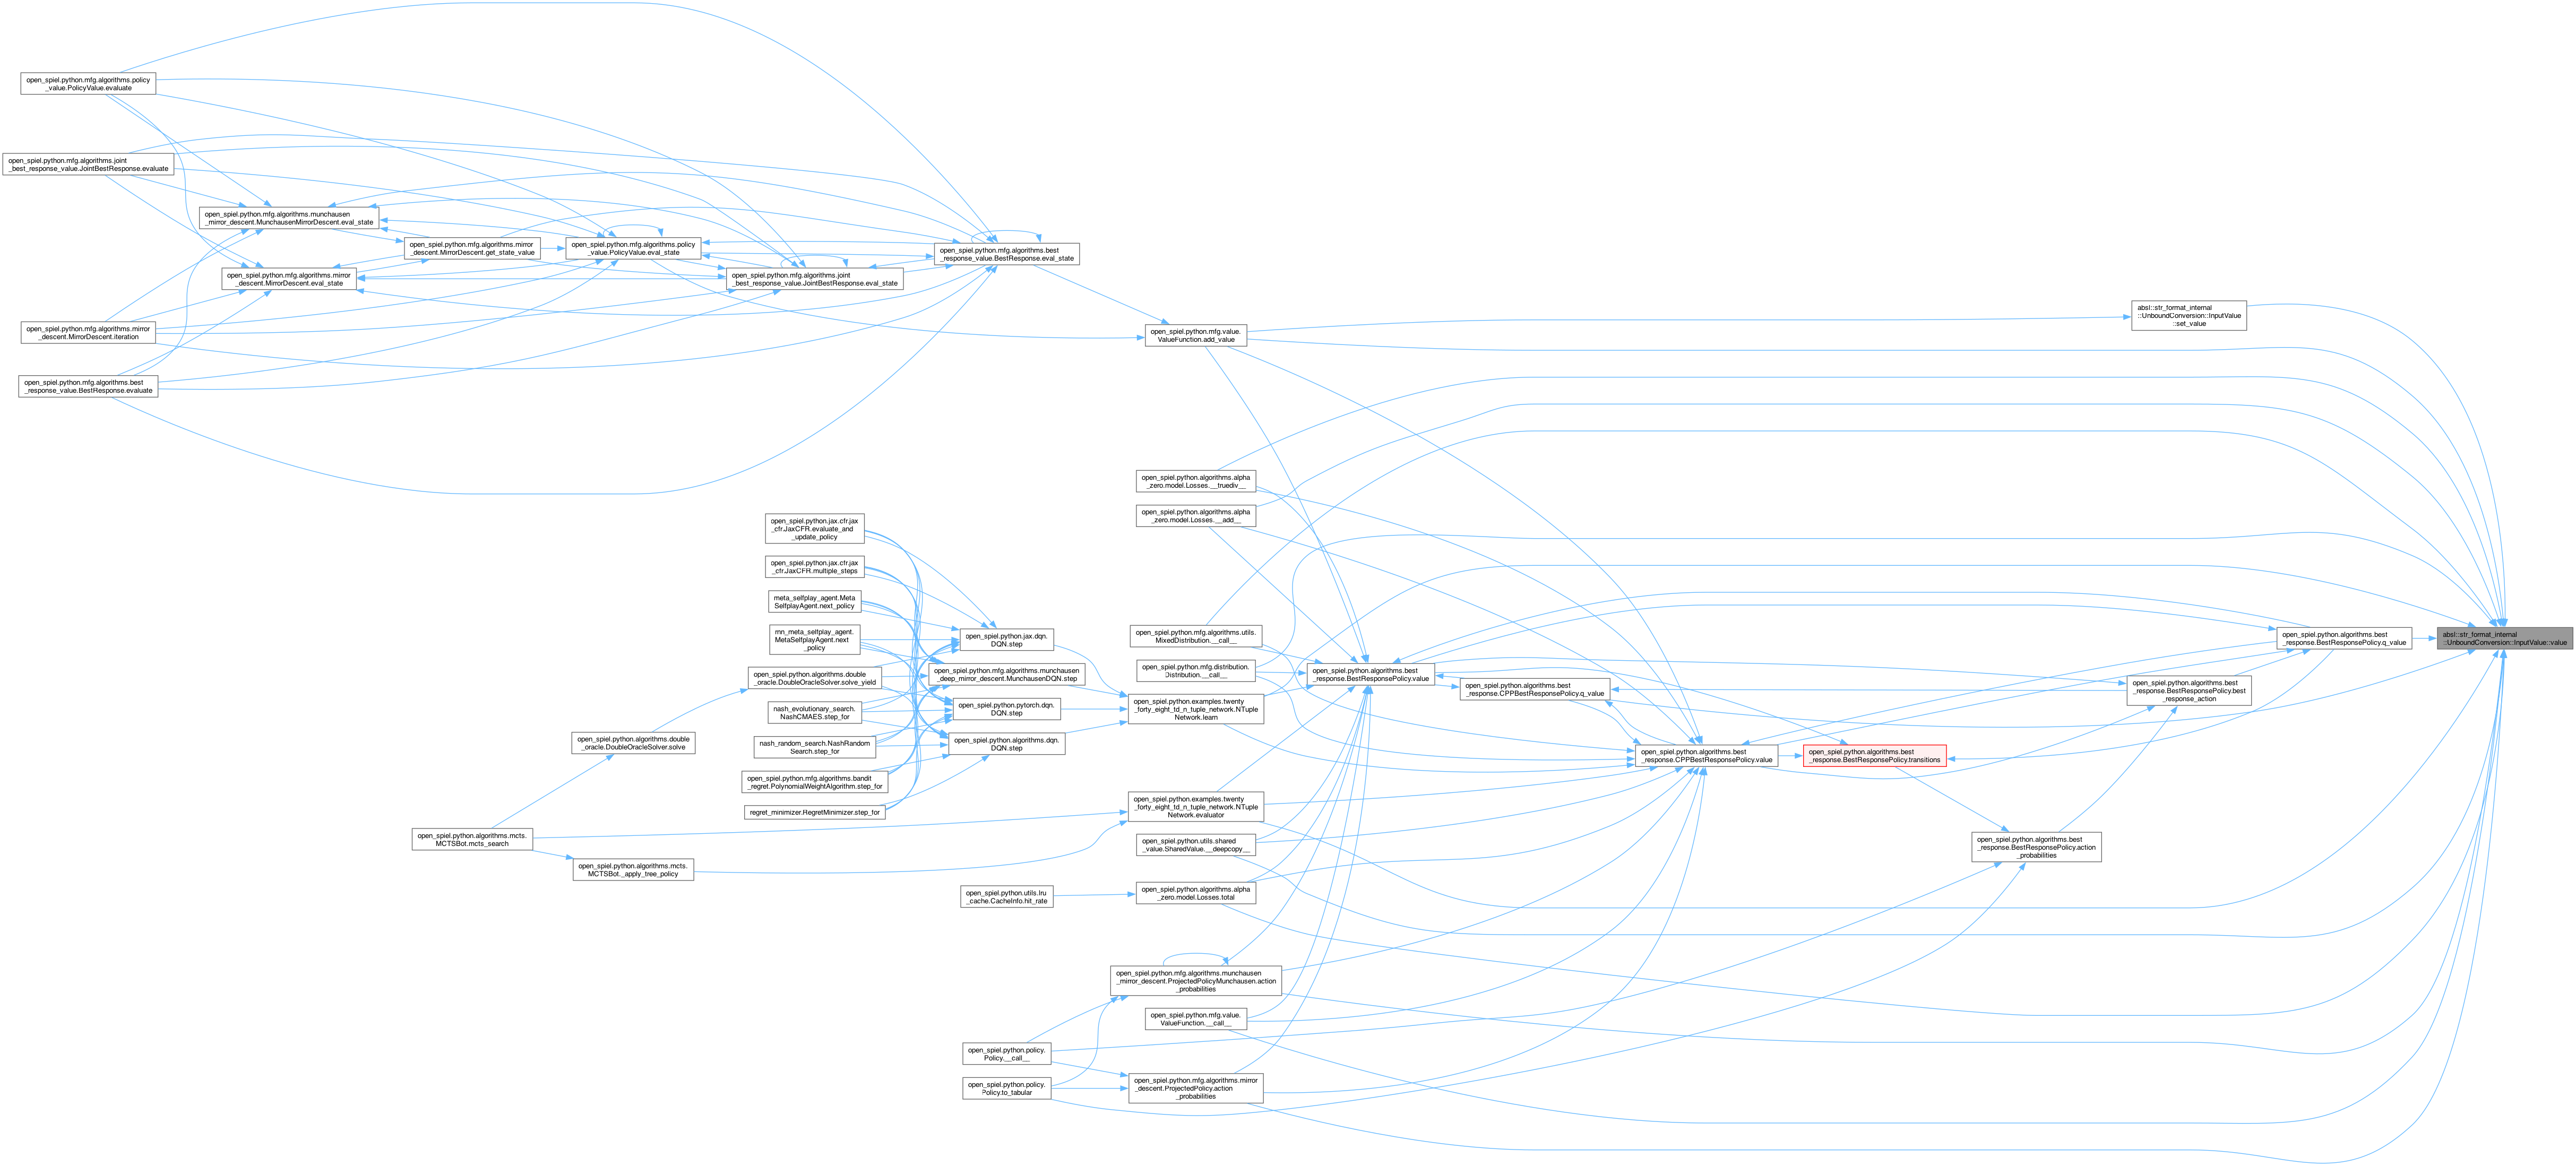 open_spiel.python.mfg.algorithms.policy
_value.PolicyValue.evaluate
open_spiel.python.mfg.algorithms.joint
_best_response_value.JointBestResponse.evaluate
open_spiel.python.mfg.algorithms.munchausen
_mirror_descent.MunchausenMirrorDescent.eval_state
open_spiel.python.mfg.algorithms.mirror
_descent.MirrorDescent.get_state_value
open_spiel.python.mfg.algorithms.policy
_value.PolicyValue.eval_state
open_spiel.python.mfg.algorithms.best
_response_value.BestResponse.eval_state
open_spiel.python.mfg.algorithms.mirror
_descent.MirrorDescent.eval_state
open_spiel.python.mfg.algorithms.joint
_best_response_value.JointBestResponse.eval_state
open_spiel.python.mfg.algorithms.mirror
_descent.MirrorDescent.iteration
open_spiel.python.mfg.algorithms.best
_response_value.BestResponse.evaluate
open_spiel.python.mfg.value.
ValueFunction.add_value
absl::str_format_internal
::UnboundConversion::InputValue
::set_value
open_spiel.python.algorithms.alpha
_zero.model.Losses.__truediv__
open_spiel.python.algorithms.alpha
_zero.model.Losses.__add__
open_spiel.python.jax.cfr.jax
_cfr.JaxCFR.evaluate_and
_update_policy
open_spiel.python.jax.cfr.jax
_cfr.JaxCFR.multiple_steps
meta_selfplay_agent.Meta
SelfplayAgent.next_policy
rnn_meta_selfplay_agent.
MetaSelfplayAgent.next
_policy
open_spiel.python.jax.dqn.
DQN.step
open_spiel.python.mfg.algorithms.utils.
MixedDistribution.__call__
open_spiel.python.mfg.distribution.
Distribution.__call__
open_spiel.python.algorithms.best
_response.BestResponsePolicy.value
open_spiel.python.algorithms.best
_response.BestResponsePolicy.q_value
absl::str_format_internal
::UnboundConversion::InputValue::value
open_spiel.python.algorithms.double
_oracle.DoubleOracleSolver.solve_yield
open_spiel.python.mfg.algorithms.munchausen
_deep_mirror_descent.MunchausenDQN.step
open_spiel.python.algorithms.best
_response.CPPBestResponsePolicy.q_value
open_spiel.python.algorithms.best
_response.BestResponsePolicy.best
_response_action
nash_evolutionary_search.
NashCMAES.step_for
open_spiel.python.pytorch.dqn.
DQN.step
open_spiel.python.examples.twenty
_forty_eight_td_n_tuple_network.NTuple
Network.learn
open_spiel.python.algorithms.double
_oracle.DoubleOracleSolver.solve
nash_random_search.NashRandom
Search.step_for
open_spiel.python.algorithms.dqn.
DQN.step
open_spiel.python.algorithms.best
_response.CPPBestResponsePolicy.value
open_spiel.python.algorithms.best
_response.BestResponsePolicy.transitions
open_spiel.python.mfg.algorithms.bandit
_regret.PolynomialWeightAlgorithm.step_for
regret_minimizer.RegretMinimizer.step_for
open_spiel.python.examples.twenty
_forty_eight_td_n_tuple_network.NTuple
Network.evaluator
open_spiel.python.algorithms.mcts.
MCTSBot.mcts_search
open_spiel.python.utils.shared
_value.SharedValue.__deepcopy__
open_spiel.python.algorithms.best
_response.BestResponsePolicy.action
_probabilities
open_spiel.python.algorithms.mcts.
MCTSBot._apply_tree_policy
open_spiel.python.utils.lru
_cache.CacheInfo.hit_rate
open_spiel.python.algorithms.alpha
_zero.model.Losses.total
open_spiel.python.mfg.algorithms.munchausen
_mirror_descent.ProjectedPolicyMunchausen.action
_probabilities
open_spiel.python.mfg.value.
ValueFunction.__call__
open_spiel.python.policy.
Policy.__call__
open_spiel.python.policy.
Policy.to_tabular
open_spiel.python.mfg.algorithms.mirror
_descent.ProjectedPolicy.action
_probabilities